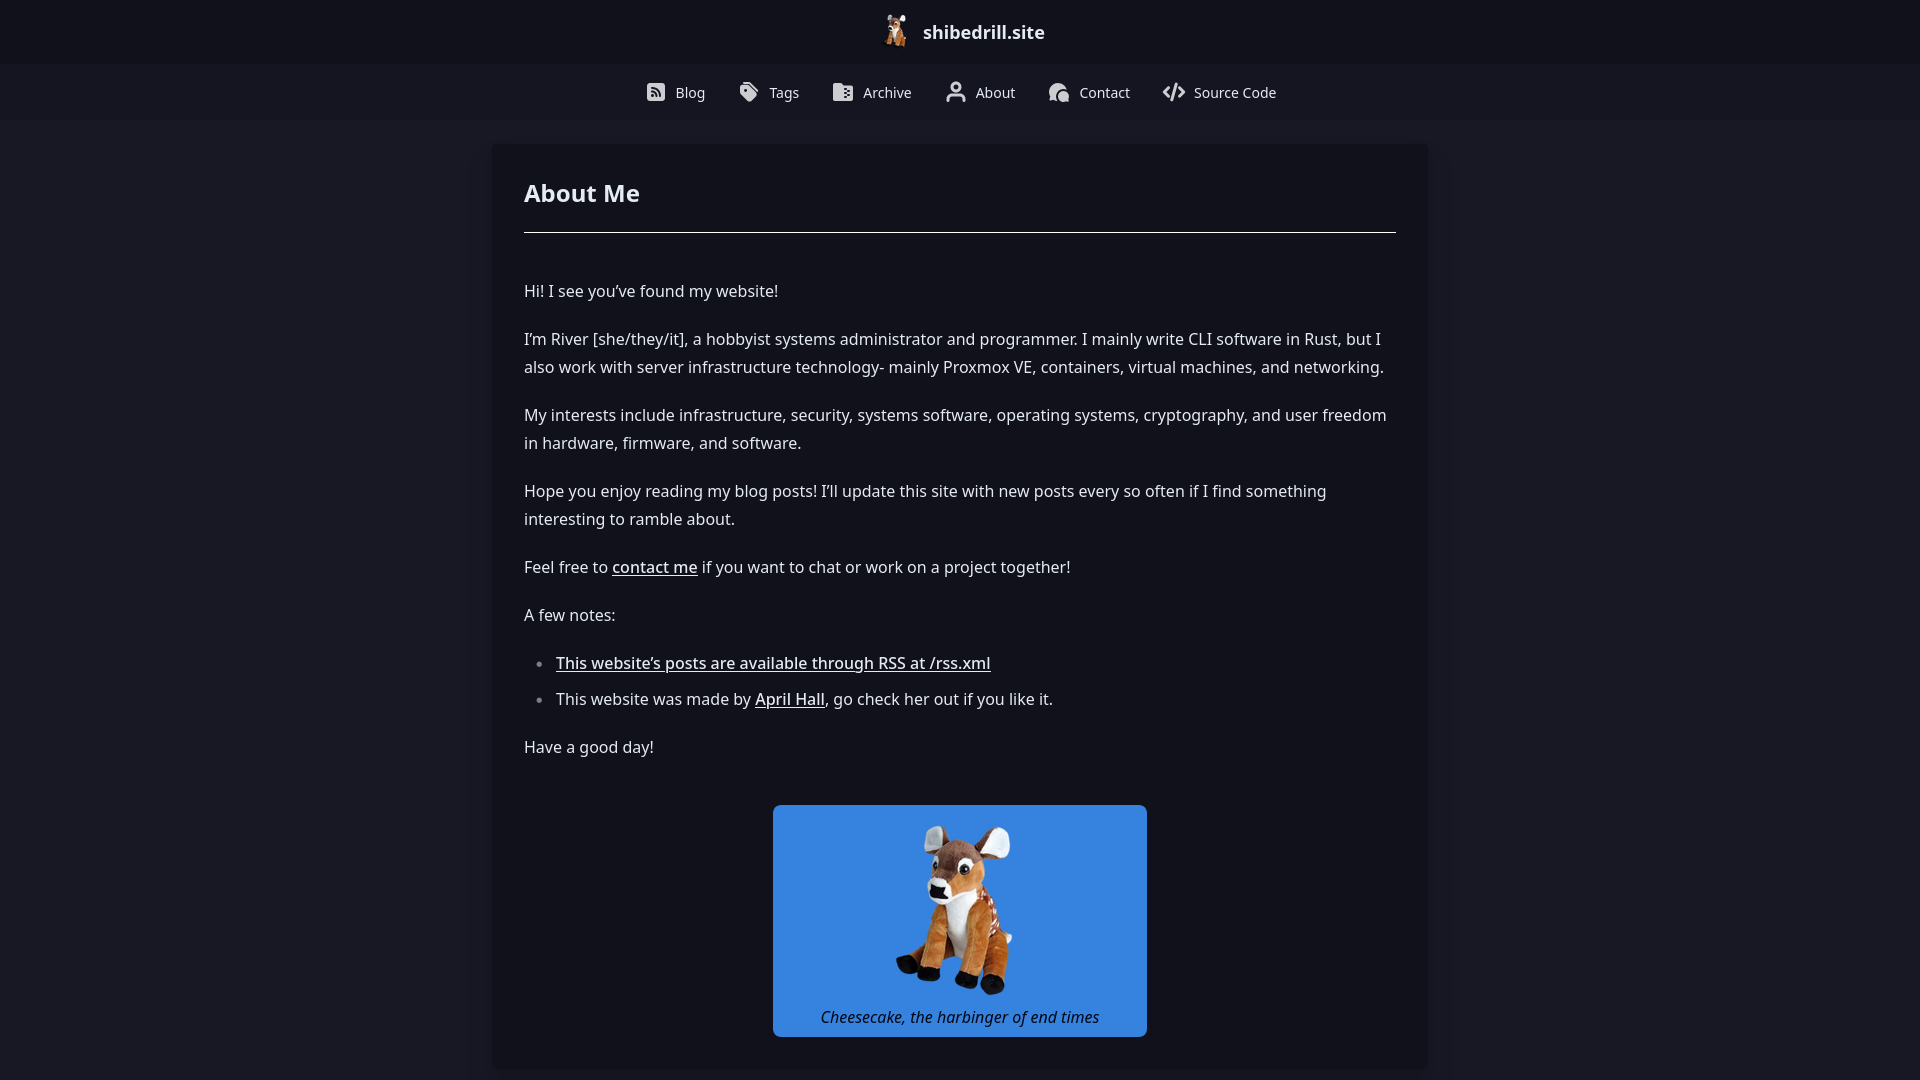 shibedrill.site
Blog Tags Archive About Contact Source Code
About Me
Hi! I see you’ve found my website!
I’m River [she/they/it], a hobbyist systems administrator and programmer. I mainly write CLI software in Rust, but I
also work with server infrastructure technology- mainly Proxmox VE, containers, virtual machines, and networking.
My interests include infrastructure, security, systems software, operating systems, cryptography, and user freedom
in hardware, firmware, and software.
Hope you enjoy reading my blog posts! I’ll update this site with new posts every so often if I find something
interesting to ramble about.
Feel free to contact me if you want to chat or work on a project together!
A few notes:
• This website’s posts are available through RSS at /rss.xml
• This website was made by April Hall, go check her out if you like it.
Have a good day!
Cheesecake, the harbinger of end times